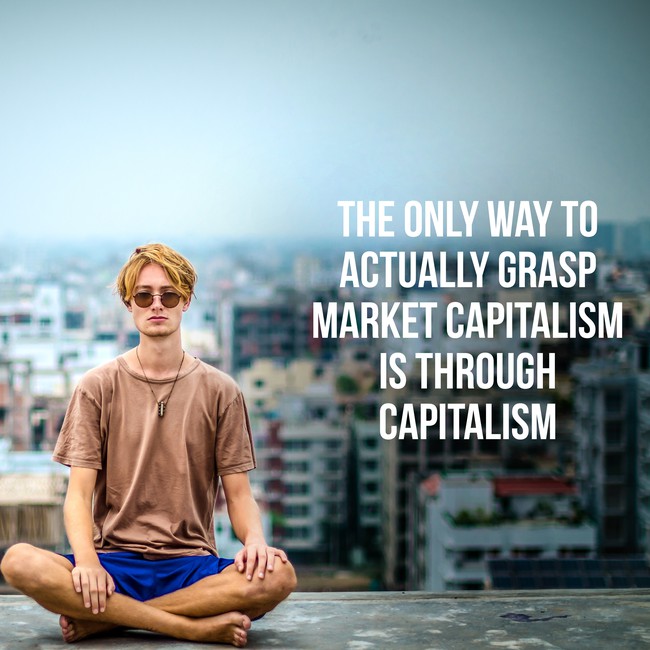 THE ONLY WAY TO
ACTUALLY GRASP
MARKET CAPITALISM
IS THROUGH
CAPITALISM